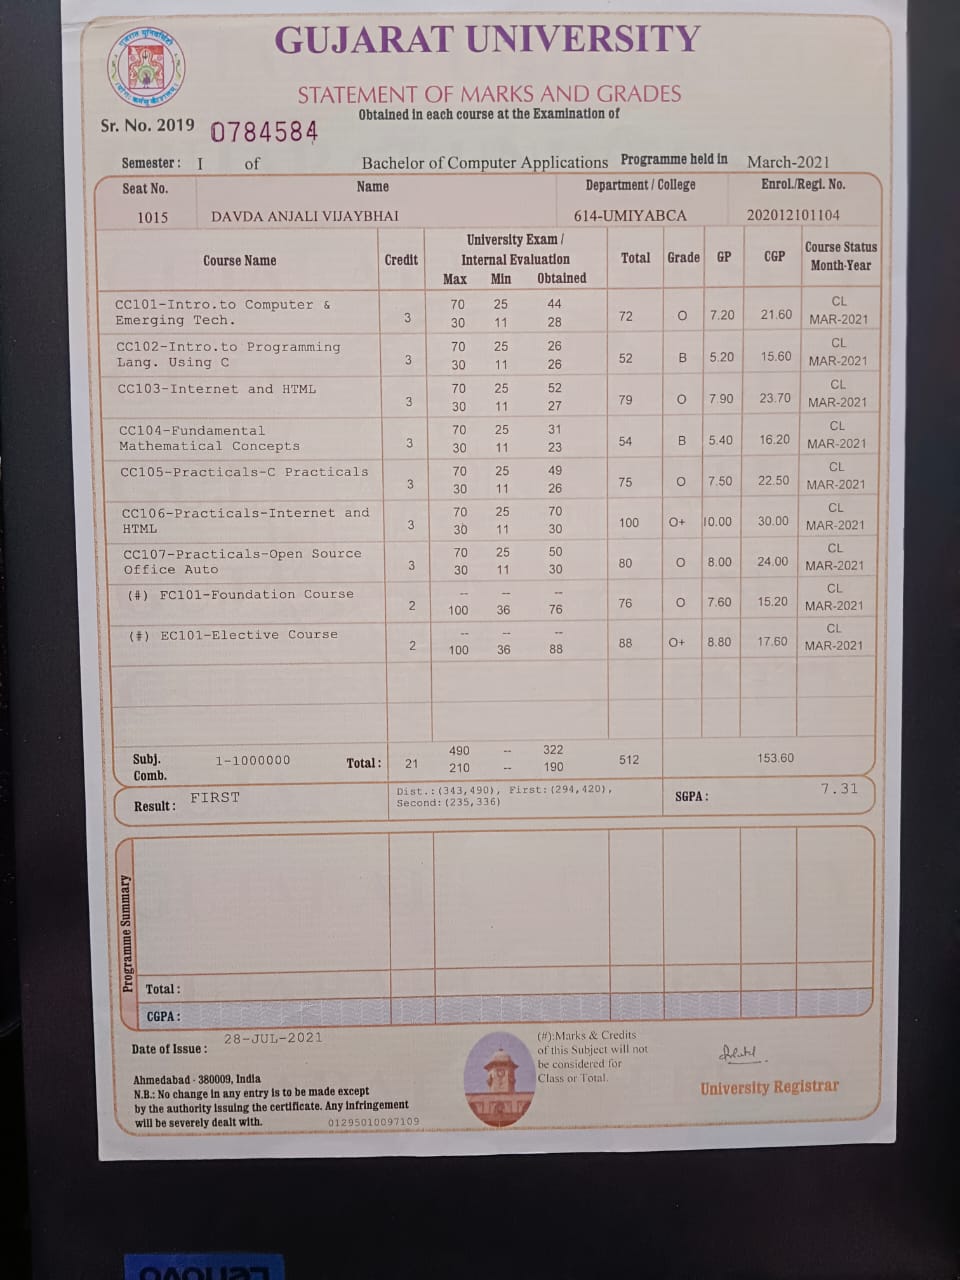 GUJARAT UNIVERSITY
STATEMENT OF MARKS AND GRADES
Obtained in each course at the Examination of
Sr. No. 2019 0784584
Semester : I of Bachelor of Computer Applications Programme held in March-2021
Seat No. Name Department / College Enrol./Regl. No.
1015 DAVDA ANJALI VIJAYBHAI 614-UMIYABCA 202012101104
Course Name Credit University Exam / Internal Evaluation Total Grade GP CGP Course Status Month-Year
Max Min Obtained
CC101-Intro.to Computer & 70 25 44 CL
Emerging Tech. 3 30 11 28 72 O 7.20 21.60 MAR-2021
CC102-Intro.to Programming 70 25 26 CL
Lang. Using C 3 30 11 26 52 B 5.20 15.60 MAR-2021
CC103-Internet and HTML 70 25 52 CL
3 30 11 27 79 O 7.90 23.70 MAR-2021
CC104-Fundamental 70 25 31 CL
Mathematical Concepts 3 30 11 23 54 B 5.40 16.20 MAR-2021
CC105-Practicals-C Practicals 70 25 49 CL
3 30 11 26 75 O 7.50 22.50 MAR-2021
CC106-Practicals-Internet and 70 25 70 CL
HTML 3 30 11 30 100 O+ 10.00 30.00 MAR-2021
CC107-Practicals-Open Source 70 25 50 CL
Office Auto 3 30 11 30 80 O 8.00 24.00 MAR-2021
(#) FC101-Foundation Course -- -- -- CL
2 100 36 76 76 O 7.60 15.20 MAR-2021
(#) EC101-Elective Course -- -- -- CL
2 100 36 88 88 O+ 8.80 17.60 MAR-2021
Subj. Comb. 1-1000000 Total : 21 490 -- 322 512 153.60
210 -- 190
Result : FIRST Dist.:(343,490), First:(294,420), SGPA : 7.31
Second:(235,336)
Programme Summary
Total :
CGPA :
Date of Issue : 28-JUL-2021
(#):Marks & Credits
of this Subject will not
be considered for
Class or Total.
University Registrar
Ahmedabad - 380009, India
N.B.: No change in any entry is to be made except
by the authority issuing the certificate. Any infringement
will be severely dealt with. 01295010097109
Lenovo